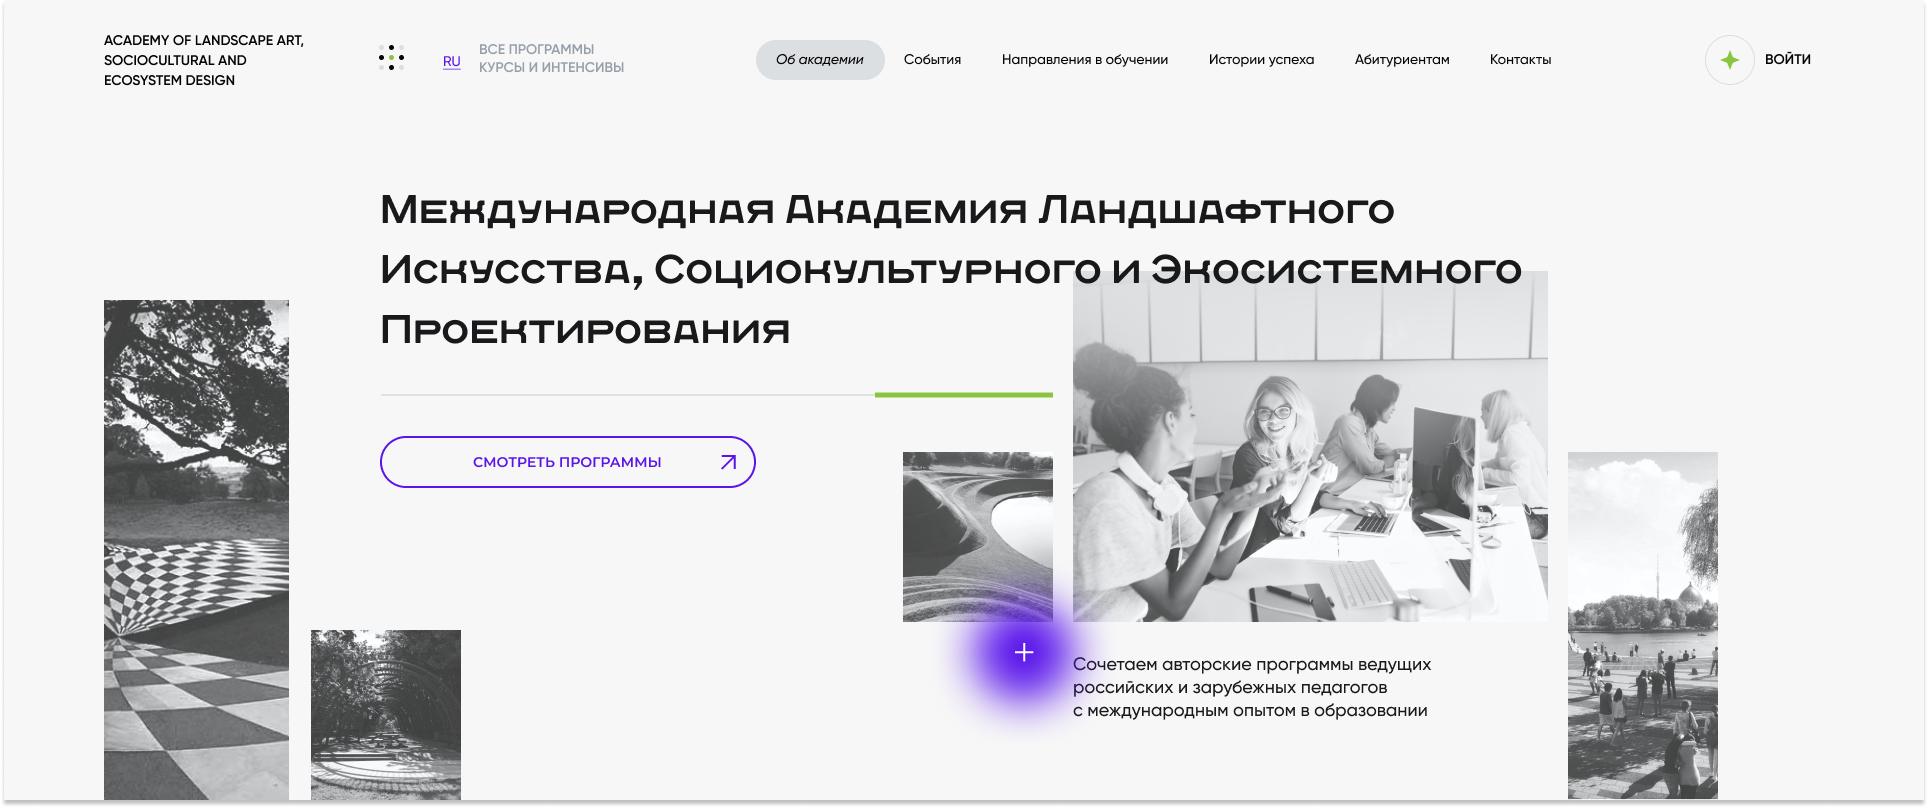 ACADEMY OF LANDSCAPE ART,
SOCIOCULTURAL AND
ECOSYSTEM DESIGN
RU
ВСЕ ПРОГРАММЫ
КУРСЫ И ИНТЕНСИВЫ
Об академии
События
Направления в обучении
Истории успеха
Абитуриентам
Контакты
ВОЙТИ
Международная Академия Ландшафтного
Искусства, Социокультурного и Экосистемного
Проектирования
СМОТРЕТЬ ПРОГРАММЫ
Сочетаем авторские программы ведущих
российских и зарубежных педагогов
с международным опытом в образовании